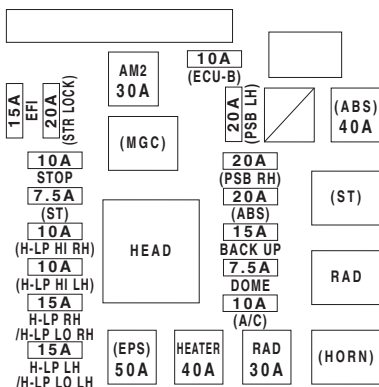 10A
(ECU-B)
AM2
30A
15A
EFI
20A
(STR LOCK)
20A
(PSB LH)
(ABS)
40A
(MGC)
10A
STOP
7.5A
(ST)
10A
(H-LP HI RH)
10A
(H-LP HI LH)
15A
H-LP RH
/H-LP LO RH
15A
H-LP LH
/H-LP LO LH
HEAD
20A
(PSB RH)
20A
(ABS)
15A
BACK UP
7.5A
DOME
10A
(A/C)
(ST)
RAD
(EPS)
50A
HEATER
40A
RAD
30A
(HORN)